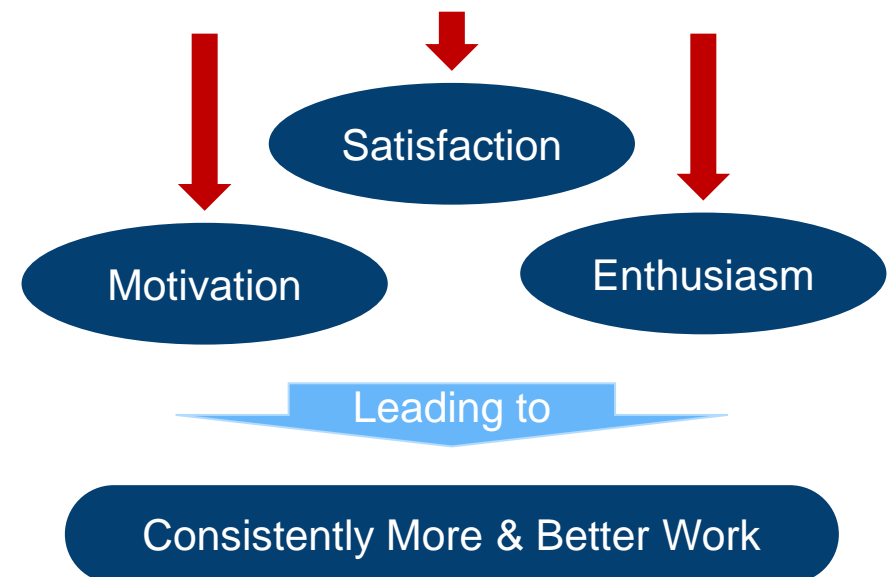 Satisfaction
Motivation
Enthusiasm
Leading to
Consistently More & Better Work